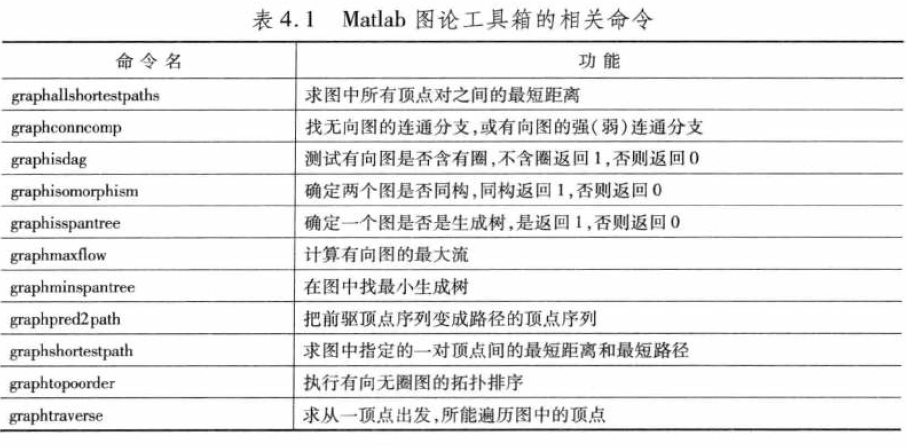 表 4.1 Matlab 图论工具箱的相关命令
命令名 功能
graphallshortestpaths 求图中所有顶点对之间的最短距离
graphconncomp 找无向图的连通分支,或有向图的强(弱)连通分支
graphisdag 测试有向图是否含有圈,不含圈返回1,否则返回0
graphisomorphism 确定两个图是否同构,同构返回1,否则返回0
graphisspantree 确定一个图是否是生成树,是返回1,否则返回0
graphmaxflow 计算有向图的最大流
graphminspantree 在图中找最小生成树
graphpred2path 把前驱顶点序列变成路径的顶点序列
graphshortestpath 求图中指定的一对顶点间的最短距离和最短路径
graphtopoorder 执行有向无圈图的拓扑排序
graphtraverse 求从一顶点出发,所能遍历图中的顶点